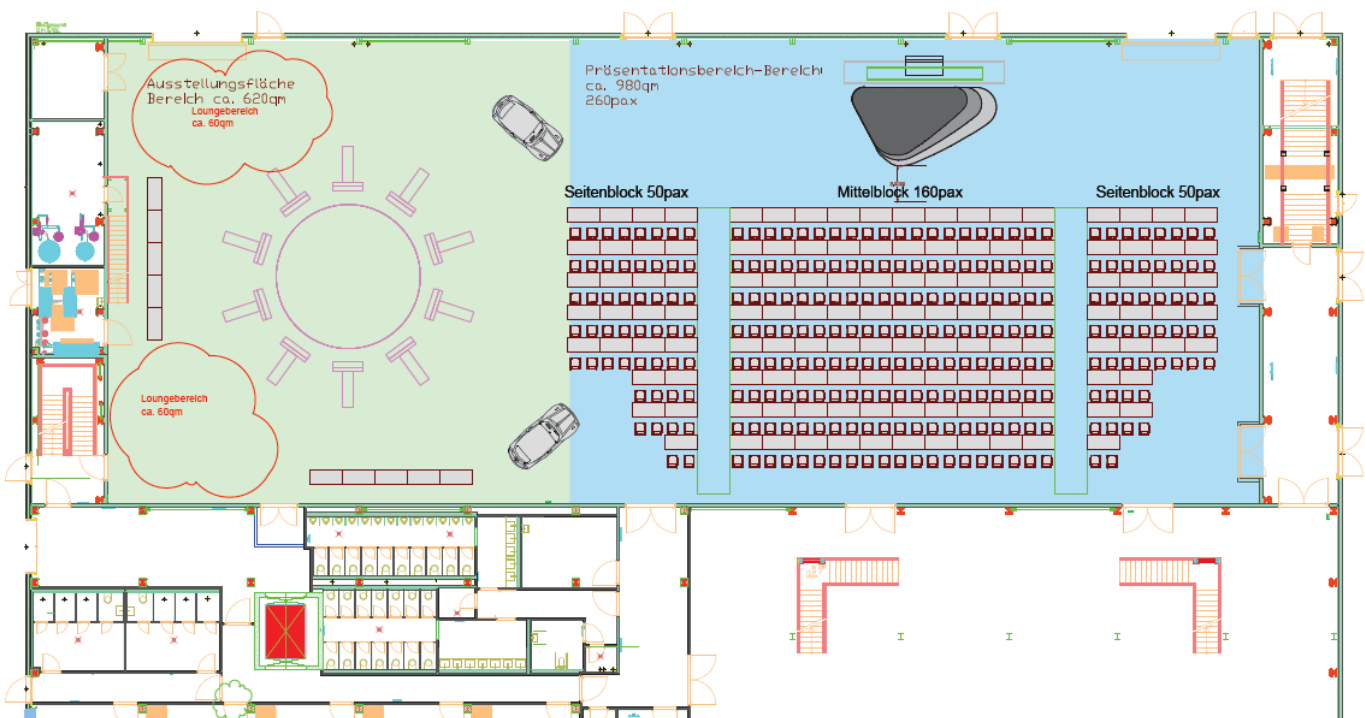 Ausstellungsfläche
Bereich ca. 620qm
Loungebereich
ca. 60qm
Präsentationsbereich-Bereich
ca. 980qm
260pax
Seitenblock 50pax
Mittelblock 160pax
Seitenblock 50pax
Loungebereich
ca. 60qm